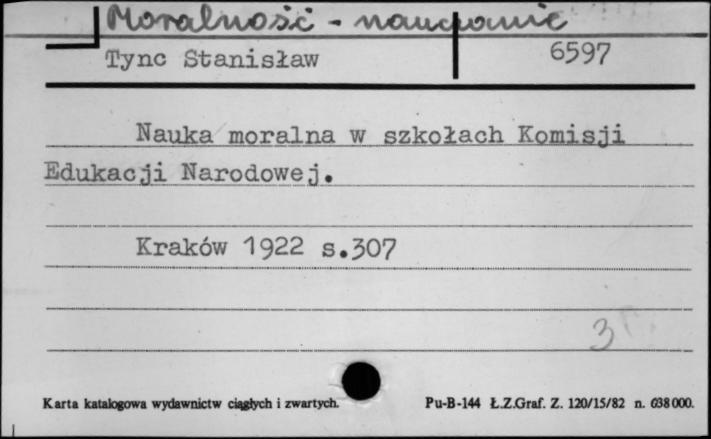 Moralność - nauczanie
Tync Stanisław 6597
Nauka moralna w szkołach Komisji
Edukacji Narodowej.
Kraków 1922 s.307
3
Karta katalogowa wydawnictw ciągłych i zwartych. Pu-B-144 Ł.Z.Graf. Z. 120/15/82 n. 638000.